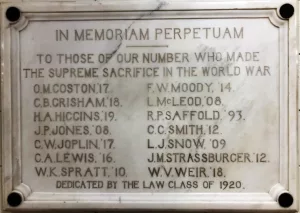 IN MEMORIAM PERPETUAM
TO THOSE OF OUR NUMBER WHO MADE
THE SUPREME SACRIFICE IN THE WORLD WAR
O.M. COSTON '17. F.W. MOODY, '14.
C.B. GRISHAM, '18. L. McLEOD, '08.
H.A. HIGGINS, '19. R.P. SAFFOLD, '93.
J.P. JONES, '08. C.C. SMITH, '12.
C.W. JOPLIN, '17. L.J. SNOW, '09
C.A. LEWIS, '16. J.M. STRASSBURGER, '12.
W.K. SPRATT, '10. W.V. WEIR, '18.
DEDICATED BY THE LAW CLASS OF 1920.